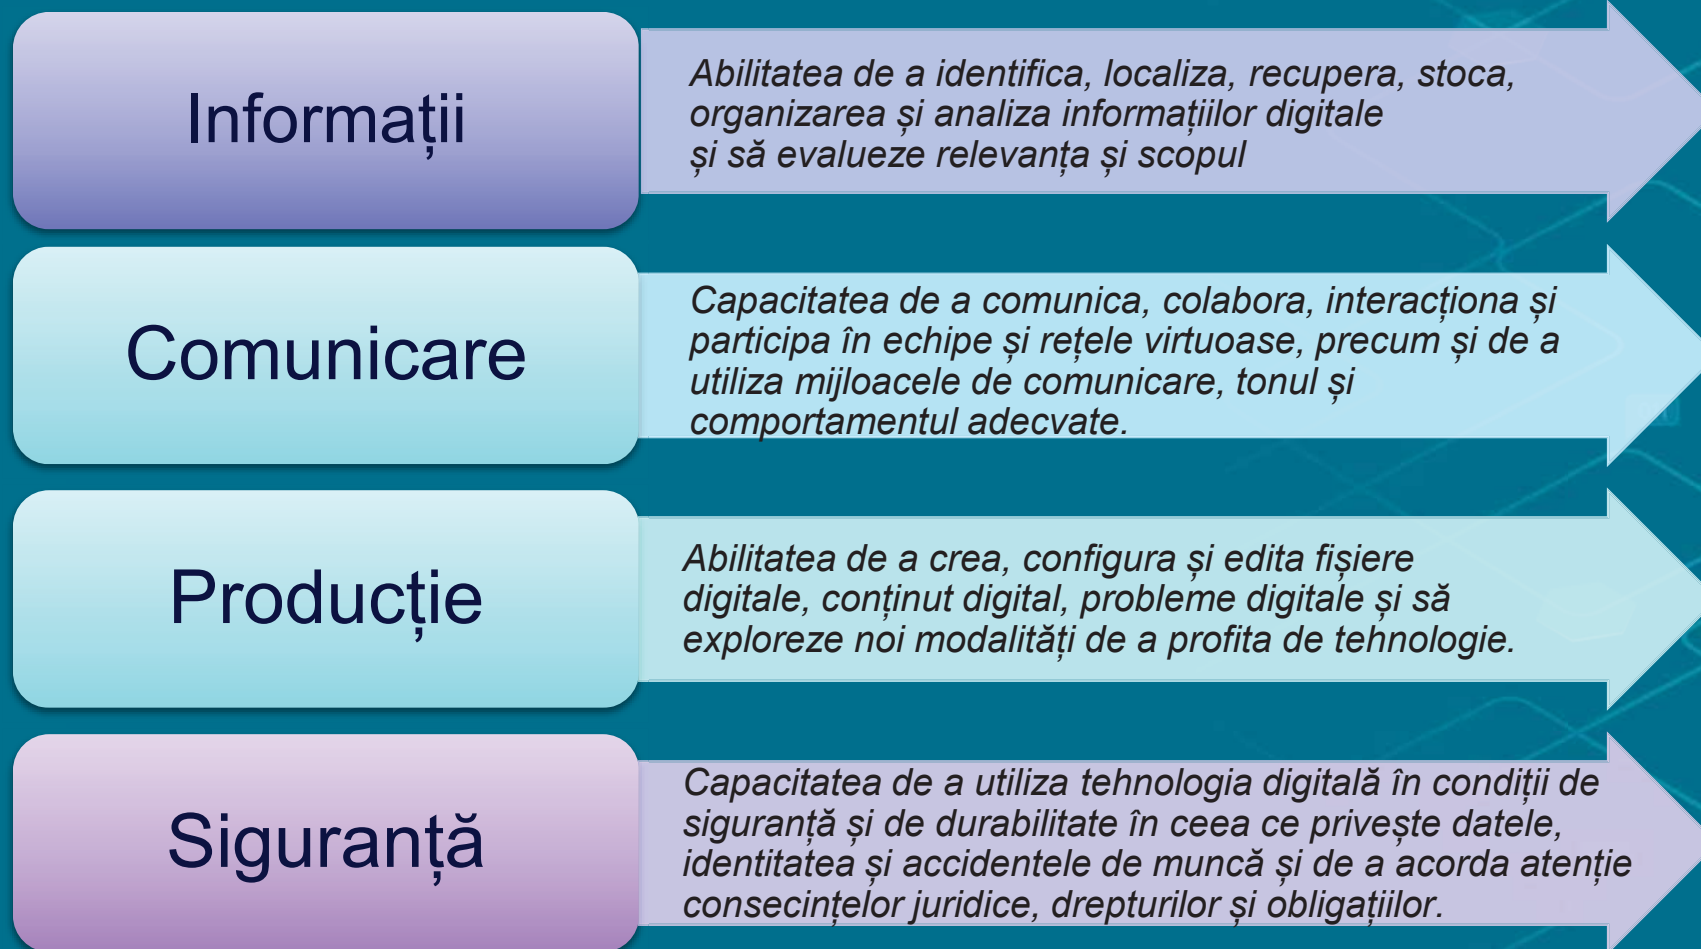 Informații
Abilitatea de a identifica, localiza, recupera, stoca,
organizarea și analiza informațiilor digitale
și să evalueze relevanța și scopul
Comunicare
Capacitatea de a comunica, colabora, interacționa și
participa în echipe și rețele virtuoase, precum și de a
utiliza mijloacele de comunicare, tonul și
comportamentul adecvate.
Producție
Abilitatea de a crea, configura și edita fișiere
digitale, conținut digital, probleme digitale și să
exploreze noi modalități de a profita de tehnologie.
Siguranță
Capacitatea de a utiliza tehnologia digitală în condiții de
siguranță și de durabilitate în ceea ce privește datele,
identitatea și accidentele de muncă și de a acorda atenție
consecințelor juridice, drepturilor și obligațiilor.